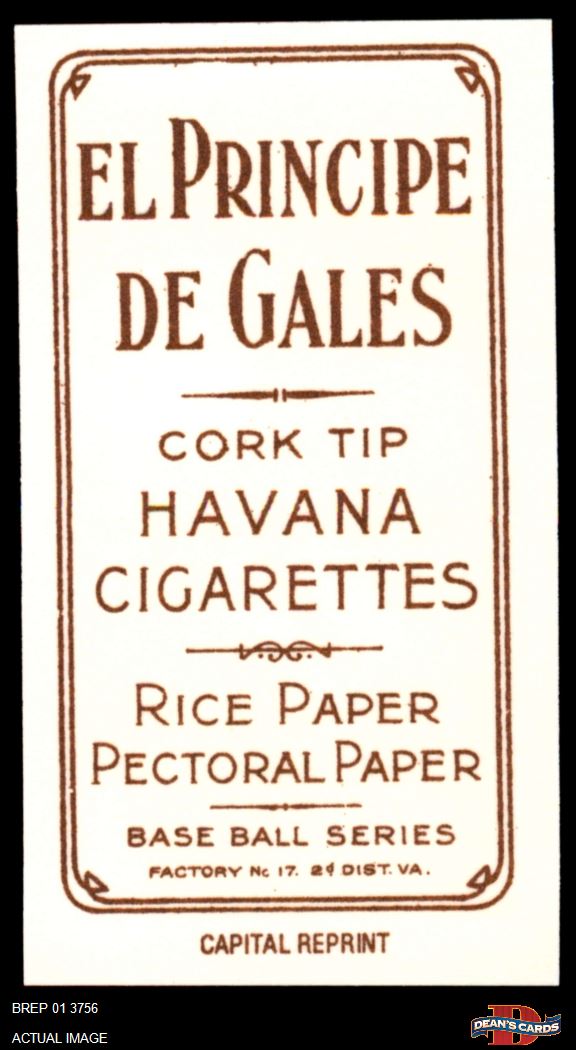 EL PRINCIPE
DE GALES
CORK TIP
HAVANA
CIGARETTES
RICE PAPER
PECTORAL PAPER
BASE BALL SERIES
FACTORY No 17. 2d DIST. VA.
CAPITAL REPRINT
BREP 01 3756
ACTUAL IMAGE
D
DEAN'S CARDS